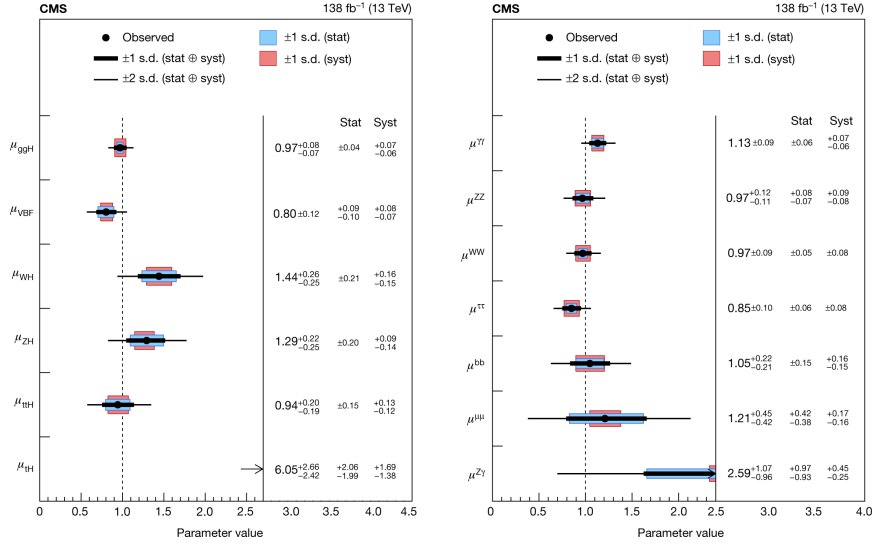 CMS 138 fb⁻¹ (13 TeV)
Observed ±1 s.d. (stat)
±1 s.d. (stat ⊕ syst) ±1 s.d. (syst)
±2 s.d. (stat ⊕ syst)
Stat Syst
μggH 0.97 +0.08 −0.07 ±0.04 +0.07 −0.06
μVBF 0.80 ±0.12 +0.09 −0.10 +0.08 −0.07
μWH 1.44 +0.26 −0.25 ±0.21 +0.16 −0.15
μZH 1.29 +0.22 −0.25 ±0.20 +0.09 −0.14
μttH 0.94 +0.20 −0.19 ±0.15 +0.13 −0.12
μtH 6.05 +2.66 −2.42 +2.06 −1.99 +1.69 −1.38
0 0.5 1.0 1.5 2.0 2.5 3.0 3.5 4.0 4.5
Parameter value
CMS 138 fb⁻¹ (13 TeV)
Observed ±1 s.d. (stat)
±1 s.d. (stat ⊕ syst) ±1 s.d. (syst)
±2 s.d. (stat ⊕ syst)
Stat Syst
μγγ 1.13 ±0.09 ±0.06 +0.07 −0.06
μZZ 0.97 +0.12 −0.11 +0.08 −0.07 +0.09 −0.08
μWW 0.97 ±0.09 ±0.05 ±0.08
μττ 0.85 ±0.10 ±0.06 ±0.08
μbb 1.05 +0.22 −0.21 ±0.15 +0.16 −0.15
μμμ 1.21 +0.45 −0.42 +0.42 −0.38 +0.17 −0.16
μZγ 2.59 +1.07 −0.96 +0.97 −0.93 +0.45 −0.25
0 0.5 1.0 1.5 2.0 2.5 3.0 4.0
Parameter value